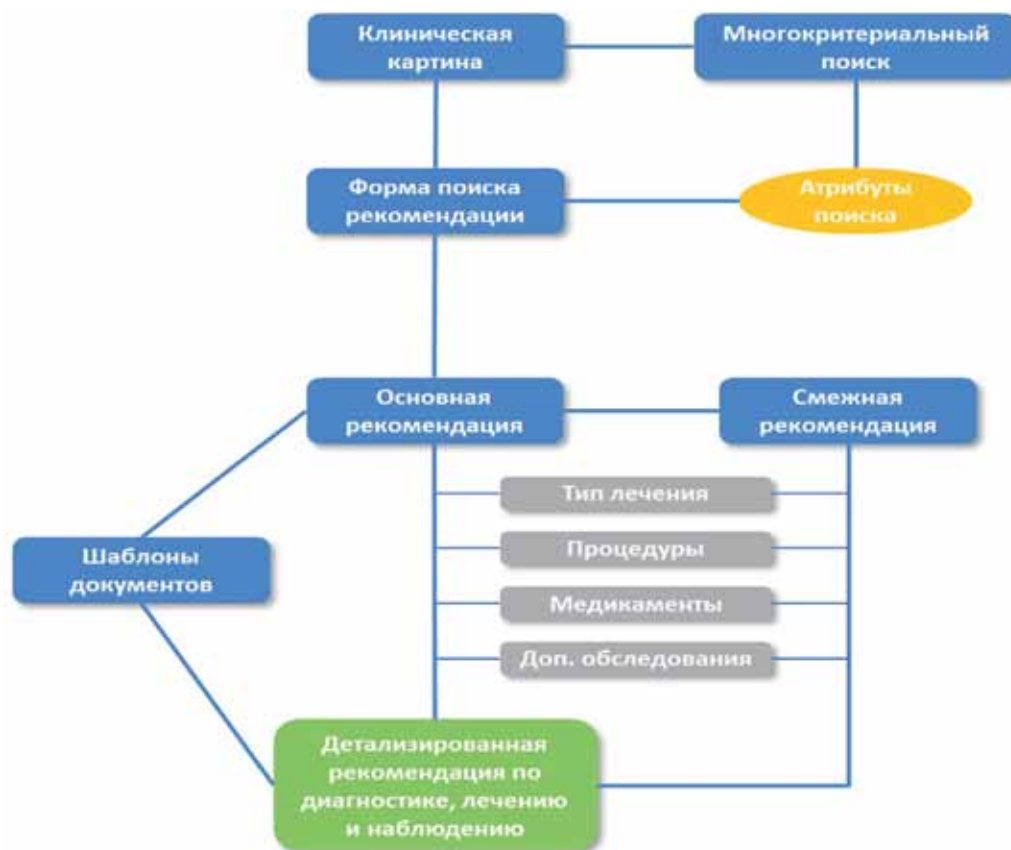 Клиническая
картина
Многокритериальный
поиск
Форма поиска
рекомендации
Атрибуты
поиска
Основная
рекомендация
Смежная
рекомендация
Тип лечения
Процедуры
Шаблоны
документов
Медикаменты
Доп. обследования
Детализированная
рекомендация по
диагностике, лечению
и наблюдению